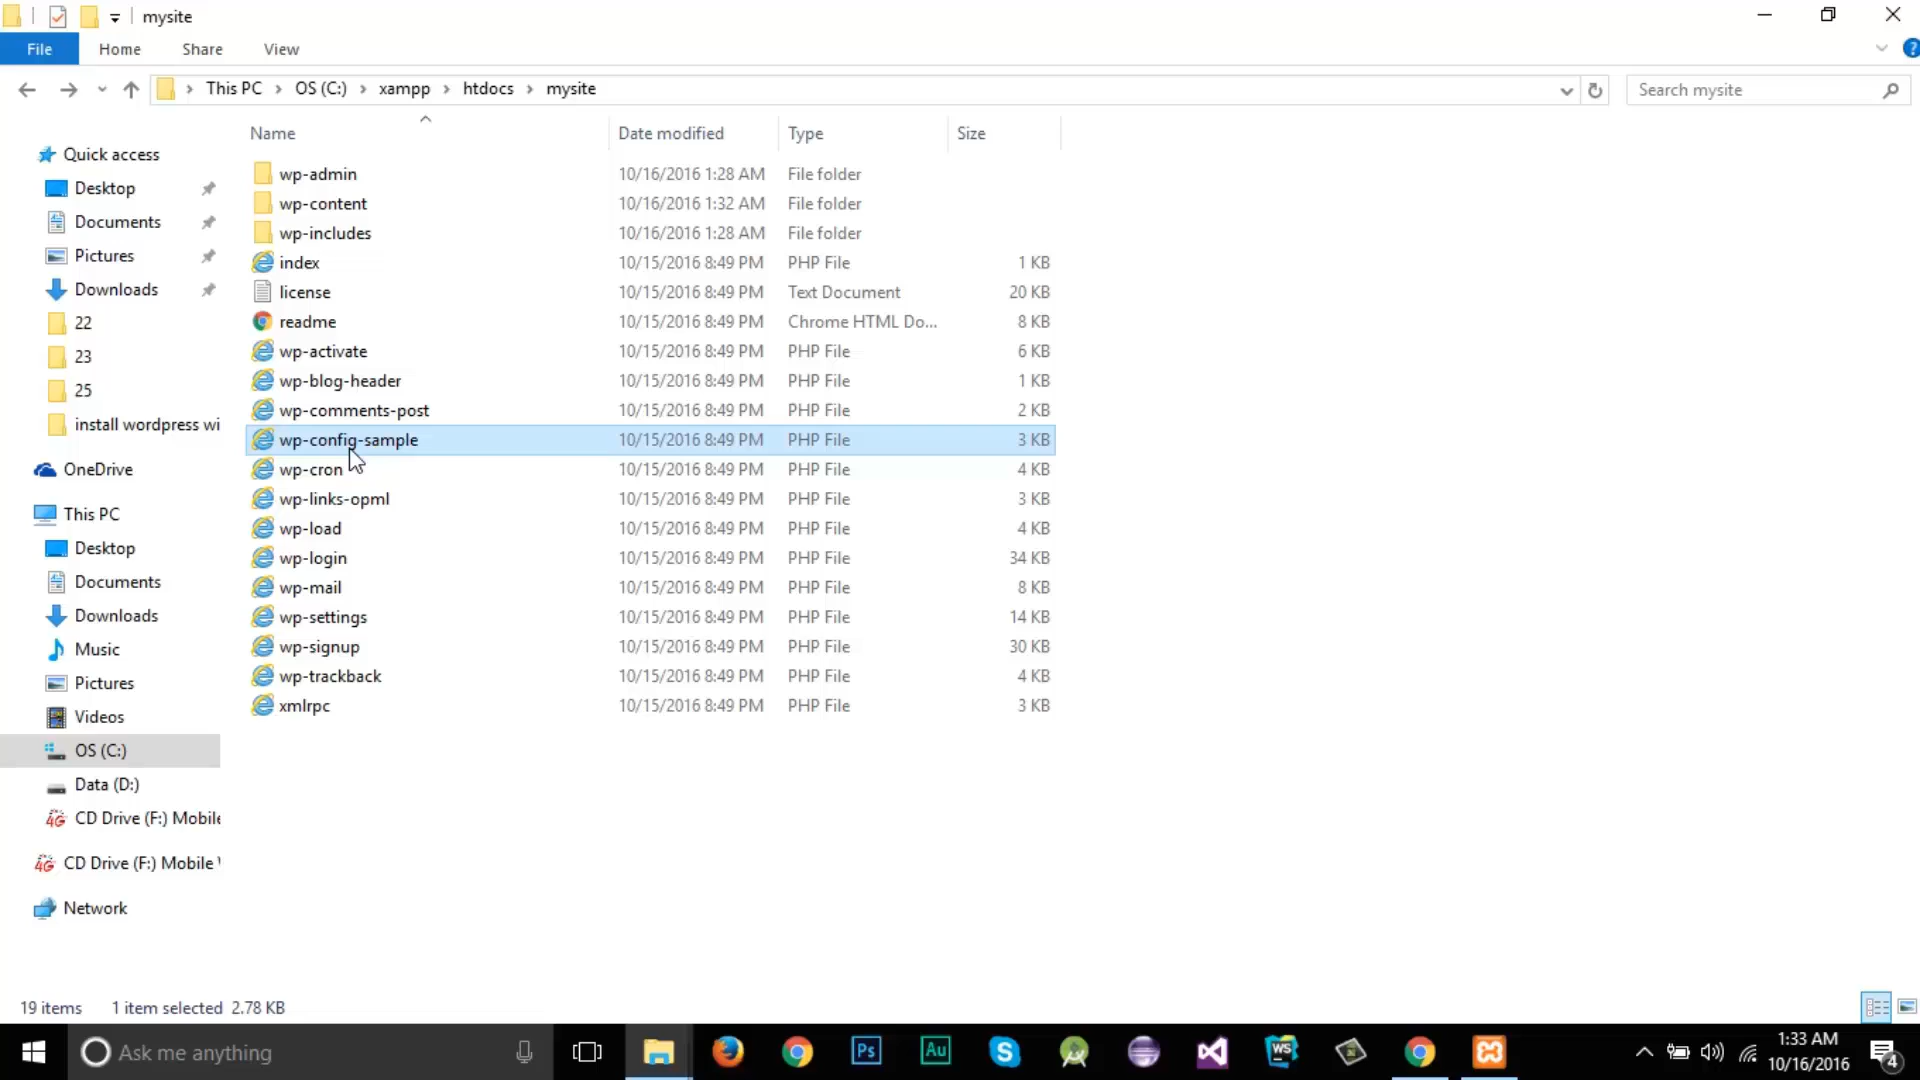 mysite
File Home Share View
This PC OS (C:) xampp htdocs mysite
Search mysite
Name Date modified Type Size
Quick access
Desktop
Documents
Pictures
Downloads
22
23
25
install wordpress wi
OneDrive
This PC
Desktop
Documents
Downloads
Music
Pictures
Videos
OS (C:)
Data (D:)
CD Drive (F:) Mobile
CD Drive (F:) Mobile
Network
wp-admin 10/16/2016 1:28 AM File folder
wp-content 10/16/2016 1:32 AM File folder
wp-includes 10/16/2016 1:28 AM File folder
index 10/15/2016 8:49 PM PHP File 1 KB
license 10/15/2016 8:49 PM Text Document 20 KB
readme 10/15/2016 8:49 PM Chrome HTML Do... 8 KB
wp-activate 10/15/2016 8:49 PM PHP File 6 KB
wp-blog-header 10/15/2016 8:49 PM PHP File 1 KB
wp-comments-post 10/15/2016 8:49 PM PHP File 2 KB
wp-config-sample 10/15/2016 8:49 PM PHP File 3 KB
wp-cron 10/15/2016 8:49 PM PHP File 4 KB
wp-links-opml 10/15/2016 8:49 PM PHP File 3 KB
wp-load 10/15/2016 8:49 PM PHP File 4 KB
wp-login 10/15/2016 8:49 PM PHP File 34 KB
wp-mail 10/15/2016 8:49 PM PHP File 8 KB
wp-settings 10/15/2016 8:49 PM PHP File 14 KB
wp-signup 10/15/2016 8:49 PM PHP File 30 KB
wp-trackback 10/15/2016 8:49 PM PHP File 4 KB
xmlrpc 10/15/2016 8:49 PM PHP File 3 KB
19 items 1 item selected 2.78 KB
Ask me anything
Ps Au S WS
1:33 AM
10/16/2016
4